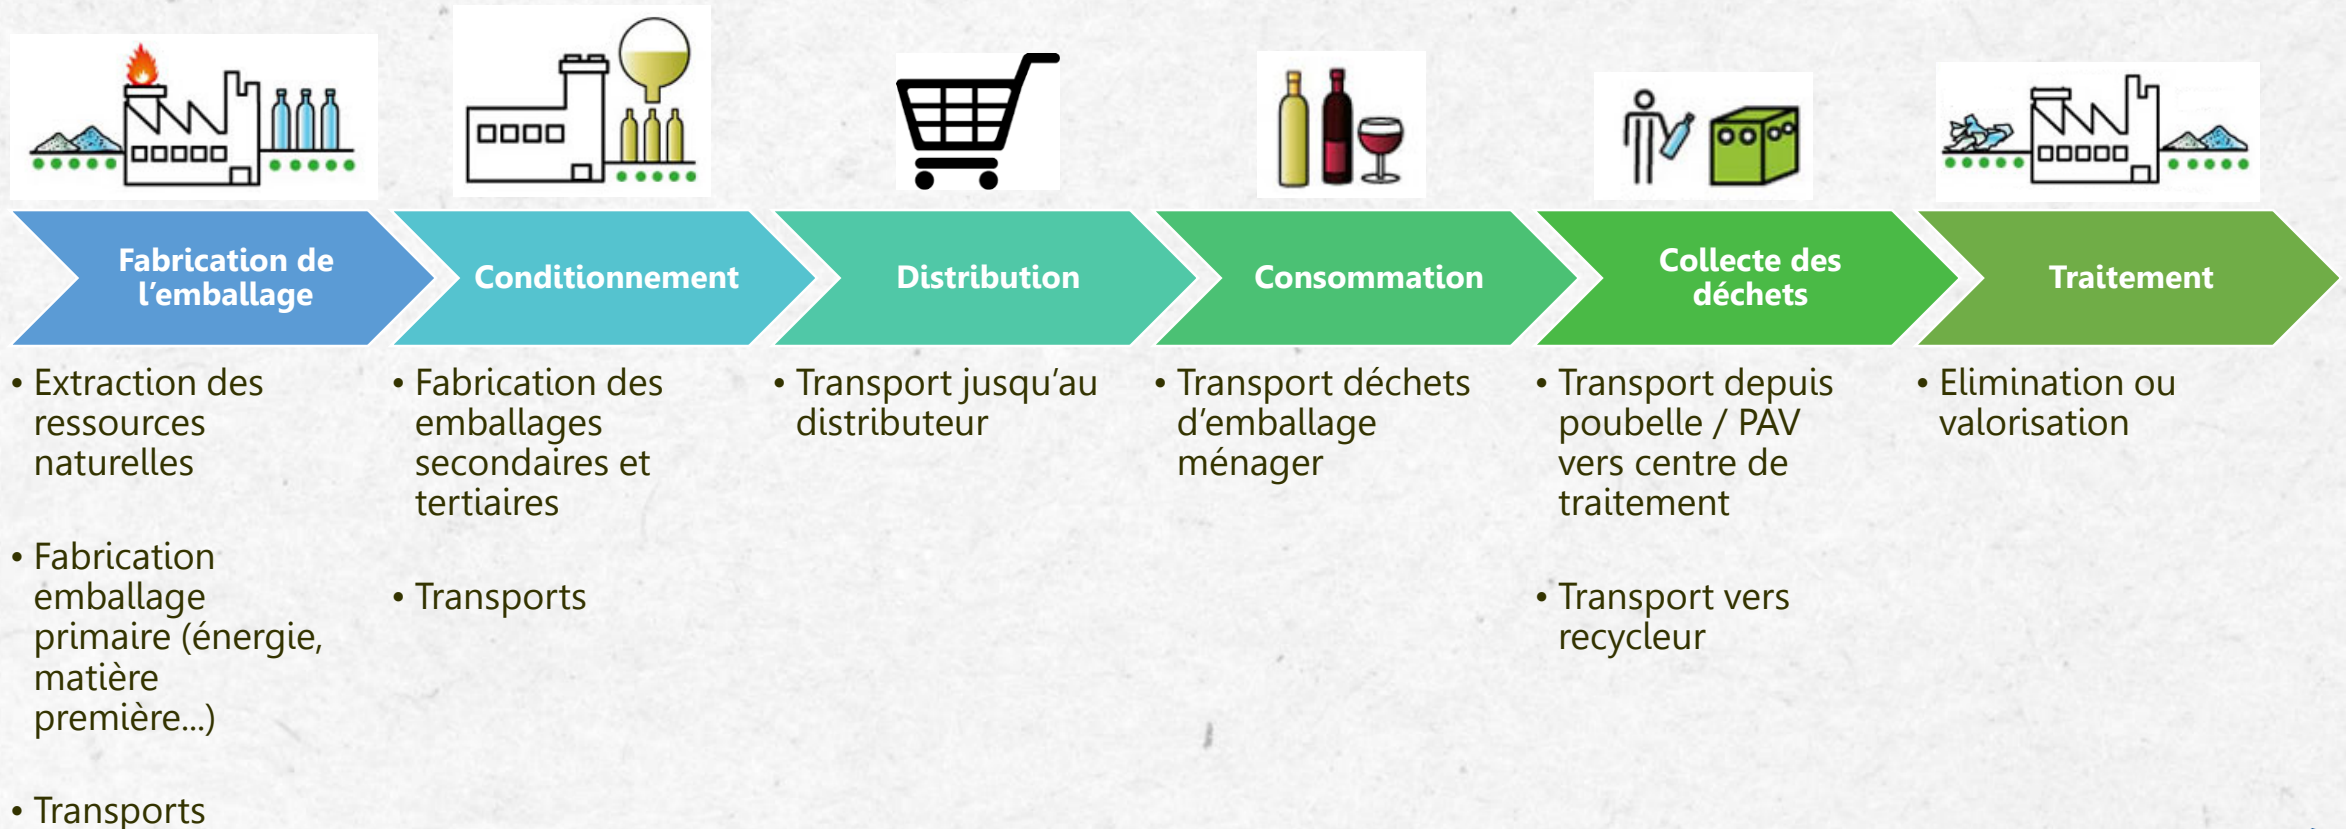 Fabrication de
l’emballage
Conditionnement
Distribution
Consommation
Collecte des
déchets
Traitement
• Extraction des
ressources
naturelles
• Fabrication
emballage
primaire (énergie,
matière
première...)
• Transports
• Fabrication des
emballages
secondaires et
tertiaires
• Transports
• Transport jusqu’au
distributeur
• Transport déchets
d’emballage
ménager
• Transport depuis
poubelle / PAV
vers centre de
traitement
• Transport vers
recycleur
• Elimination ou
valorisation